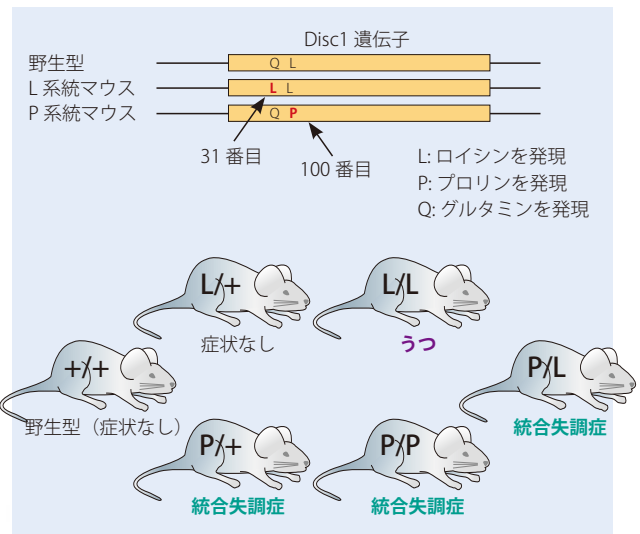 Disc1 遺伝子
野生型
Q L
L 系統マウス
L L
P 系統マウス
Q P
31 番目
100 番目
L: ロイシンを発現
P: プロリンを発現
Q: グルタミンを発現
L/+
症状なし
L/L
うつ
+/+
野生型（症状なし）
P/L
統合失調症
P/+
統合失調症
P/P
統合失調症